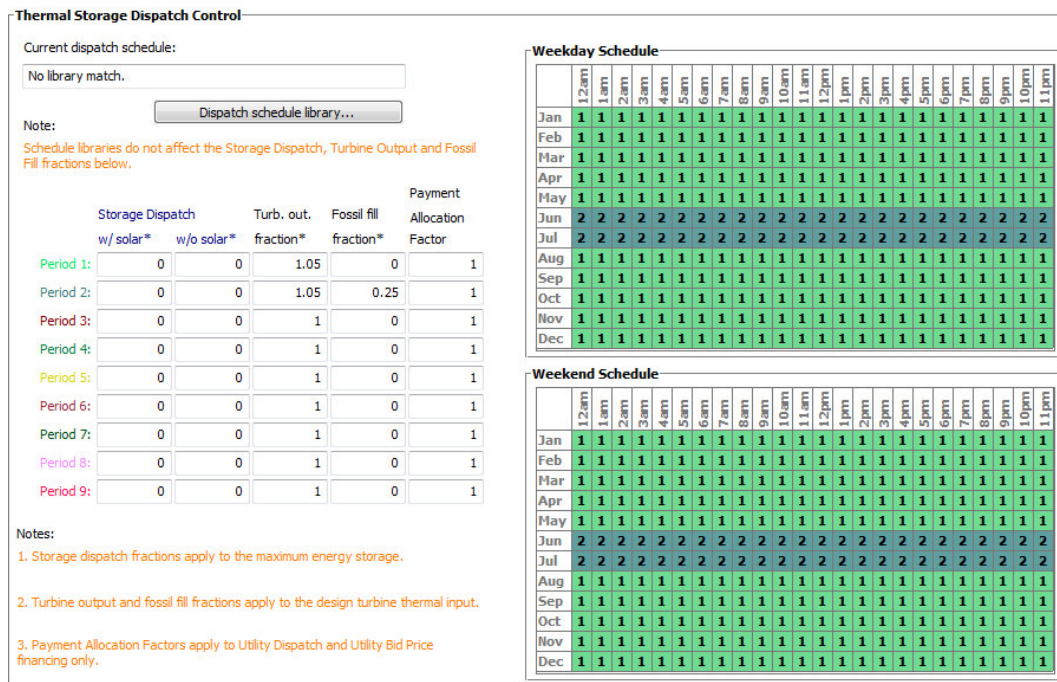 Thermal Storage Dispatch Control
Current dispatch schedule:
No library match.
Dispatch schedule library...
Note:
Schedule libraries do not affect the Storage Dispatch, Turbine Output and Fossil
Fill fractions below.
Payment
Storage Dispatch Turb. out. Fossil fill Allocation
w/ solar* w/o solar* fraction* fraction* Factor
Period 1: 0 0 1.05 0 1
Period 2: 0 0 1.05 0.25 1
Period 3: 0 0 1 0 1
Period 4: 0 0 1 0 1
Period 5: 0 0 1 0 1
Period 6: 0 0 1 0 1
Period 7: 0 0 1 0 1
Period 8: 0 0 1 0 1
Period 9: 0 0 1 0 1
Notes:
1. Storage dispatch fractions apply to the maximum energy storage.
2. Turbine output and fossil fill fractions apply to the design turbine thermal input.
3. Payment Allocation Factors apply to Utility Dispatch and Utility Bid Price
financing only.
Weekday Schedule
12am 1am 2am 3am 4am 5am 6am 7am 8am 9am 10am 11am 12pm 1pm 2pm 3pm 4pm 5pm 6pm 7pm 8pm 9pm 10pm 11pm
Jan 1 1 1 1 1 1 1 1 1 1 1 1 1 1 1 1 1 1 1 1 1 1 1 1
Feb 1 1 1 1 1 1 1 1 1 1 1 1 1 1 1 1 1 1 1 1 1 1 1 1
Mar 1 1 1 1 1 1 1 1 1 1 1 1 1 1 1 1 1 1 1 1 1 1 1 1
Apr 1 1 1 1 1 1 1 1 1 1 1 1 1 1 1 1 1 1 1 1 1 1 1 1
May 1 1 1 1 1 1 1 1 1 1 1 1 1 1 1 1 1 1 1 1 1 1 1 1
Jun 2 2 2 2 2 2 2 2 2 2 2 2 2 2 2 2 2 2 2 2 2 2 2 2
Jul 2 2 2 2 2 2 2 2 2 2 2 2 2 2 2 2 2 2 2 2 2 2 2 2
Aug 1 1 1 1 1 1 1 1 1 1 1 1 1 1 1 1 1 1 1 1 1 1 1 1
Sep 1 1 1 1 1 1 1 1 1 1 1 1 1 1 1 1 1 1 1 1 1 1 1 1
Oct 1 1 1 1 1 1 1 1 1 1 1 1 1 1 1 1 1 1 1 1 1 1 1 1
Nov 1 1 1 1 1 1 1 1 1 1 1 1 1 1 1 1 1 1 1 1 1 1 1 1
Dec 1 1 1 1 1 1 1 1 1 1 1 1 1 1 1 1 1 1 1 1 1 1 1 1
Weekend Schedule
12am 1am 2am 3am 4am 5am 6am 7am 8am 9am 10am 11am 12pm 1pm 2pm 3pm 4pm 5pm 6pm 7pm 8pm 9pm 10pm 11pm
Jan 1 1 1 1 1 1 1 1 1 1 1 1 1 1 1 1 1 1 1 1 1 1 1 1
Feb 1 1 1 1 1 1 1 1 1 1 1 1 1 1 1 1 1 1 1 1 1 1 1 1
Mar 1 1 1 1 1 1 1 1 1 1 1 1 1 1 1 1 1 1 1 1 1 1 1 1
Apr 1 1 1 1 1 1 1 1 1 1 1 1 1 1 1 1 1 1 1 1 1 1 1 1
May 1 1 1 1 1 1 1 1 1 1 1 1 1 1 1 1 1 1 1 1 1 1 1 1
Jun 2 2 2 2 2 2 2 2 2 2 2 2 2 2 2 2 2 2 2 2 2 2 2 2
Jul 2 2 2 2 2 2 2 2 2 2 2 2 2 2 2 2 2 2 2 2 2 2 2 2
Aug 1 1 1 1 1 1 1 1 1 1 1 1 1 1 1 1 1 1 1 1 1 1 1 1
Sep 1 1 1 1 1 1 1 1 1 1 1 1 1 1 1 1 1 1 1 1 1 1 1 1
Oct 1 1 1 1 1 1 1 1 1 1 1 1 1 1 1 1 1 1 1 1 1 1 1 1
Nov 1 1 1 1 1 1 1 1 1 1 1 1 1 1 1 1 1 1 1 1 1 1 1 1
Dec 1 1 1 1 1 1 1 1 1 1 1 1 1 1 1 1 1 1 1 1 1 1 1 1